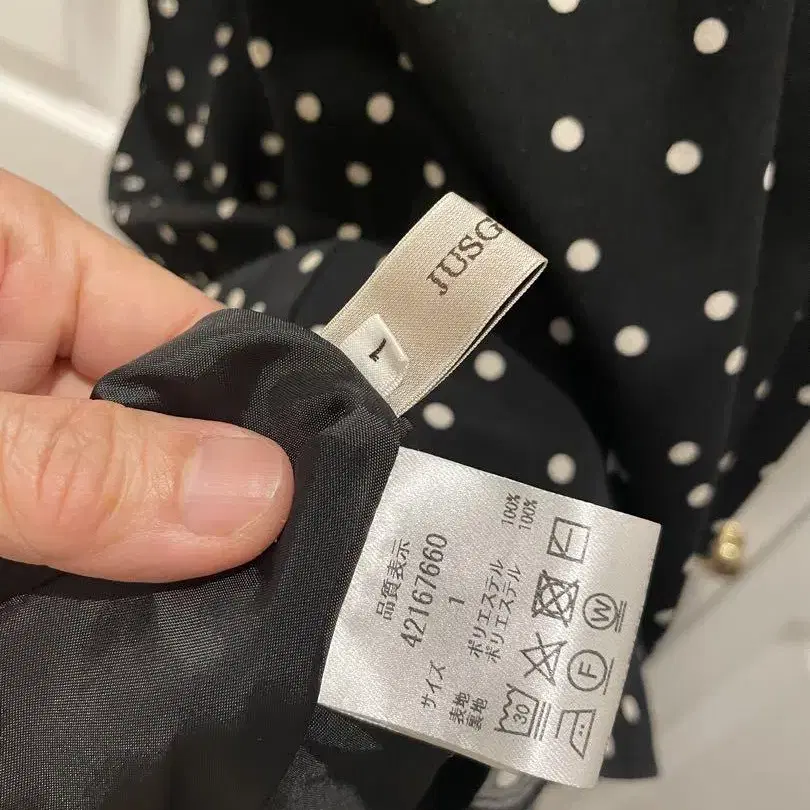 JUSG
1
品質表示
42167660
サイズ 1
表地 ポリエステル 100%
裏地 ポリエステル 100%
30
F
W